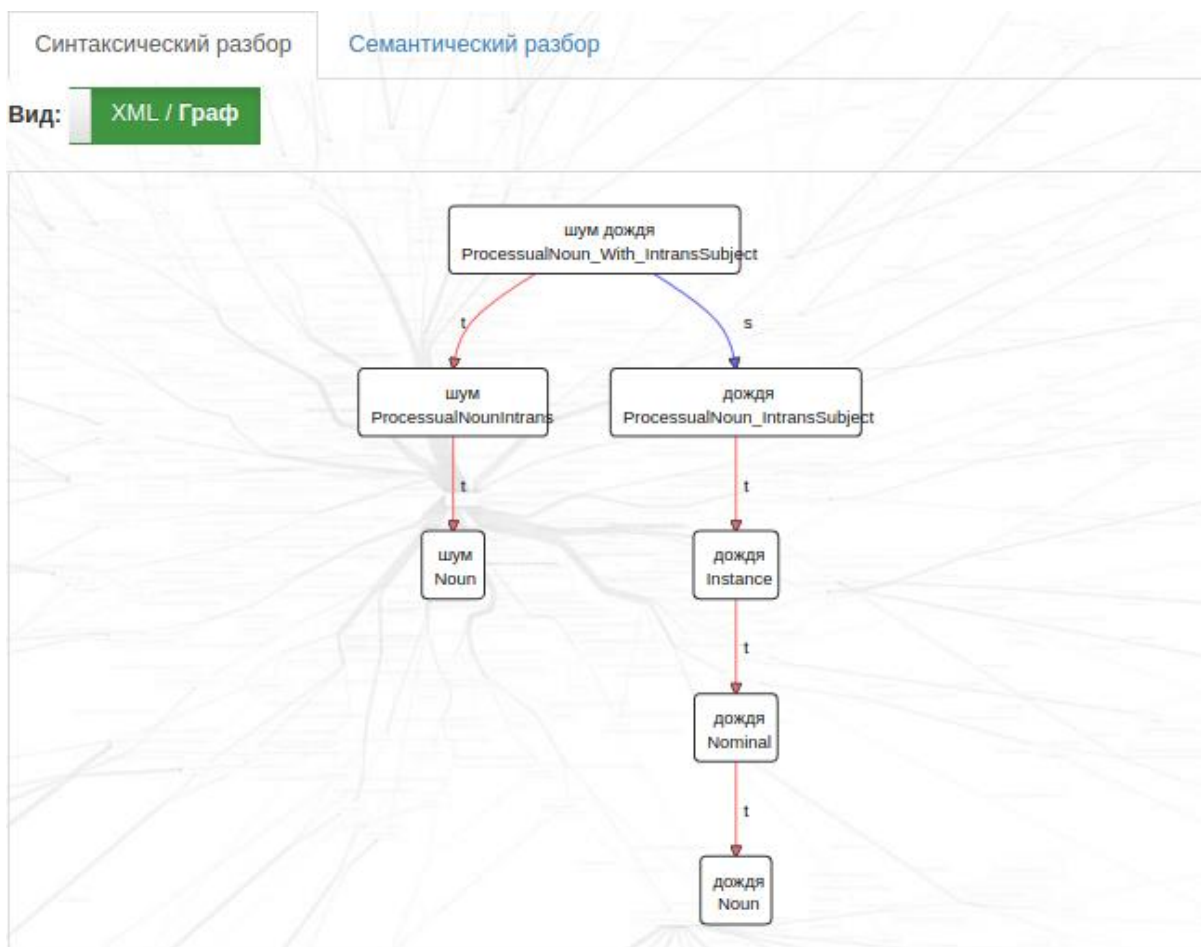 Синтаксический разбор Семантический разбор
Вид: XML / Граф
шум дождя
ProcessualNoun_With_IntransSubject
t s
шум дождя
ProcessualNounIntrans ProcessualNoun_IntransSubject
t t
шум дождя
Noun Instance
t
дождя
Nominal
t
дождя
Noun